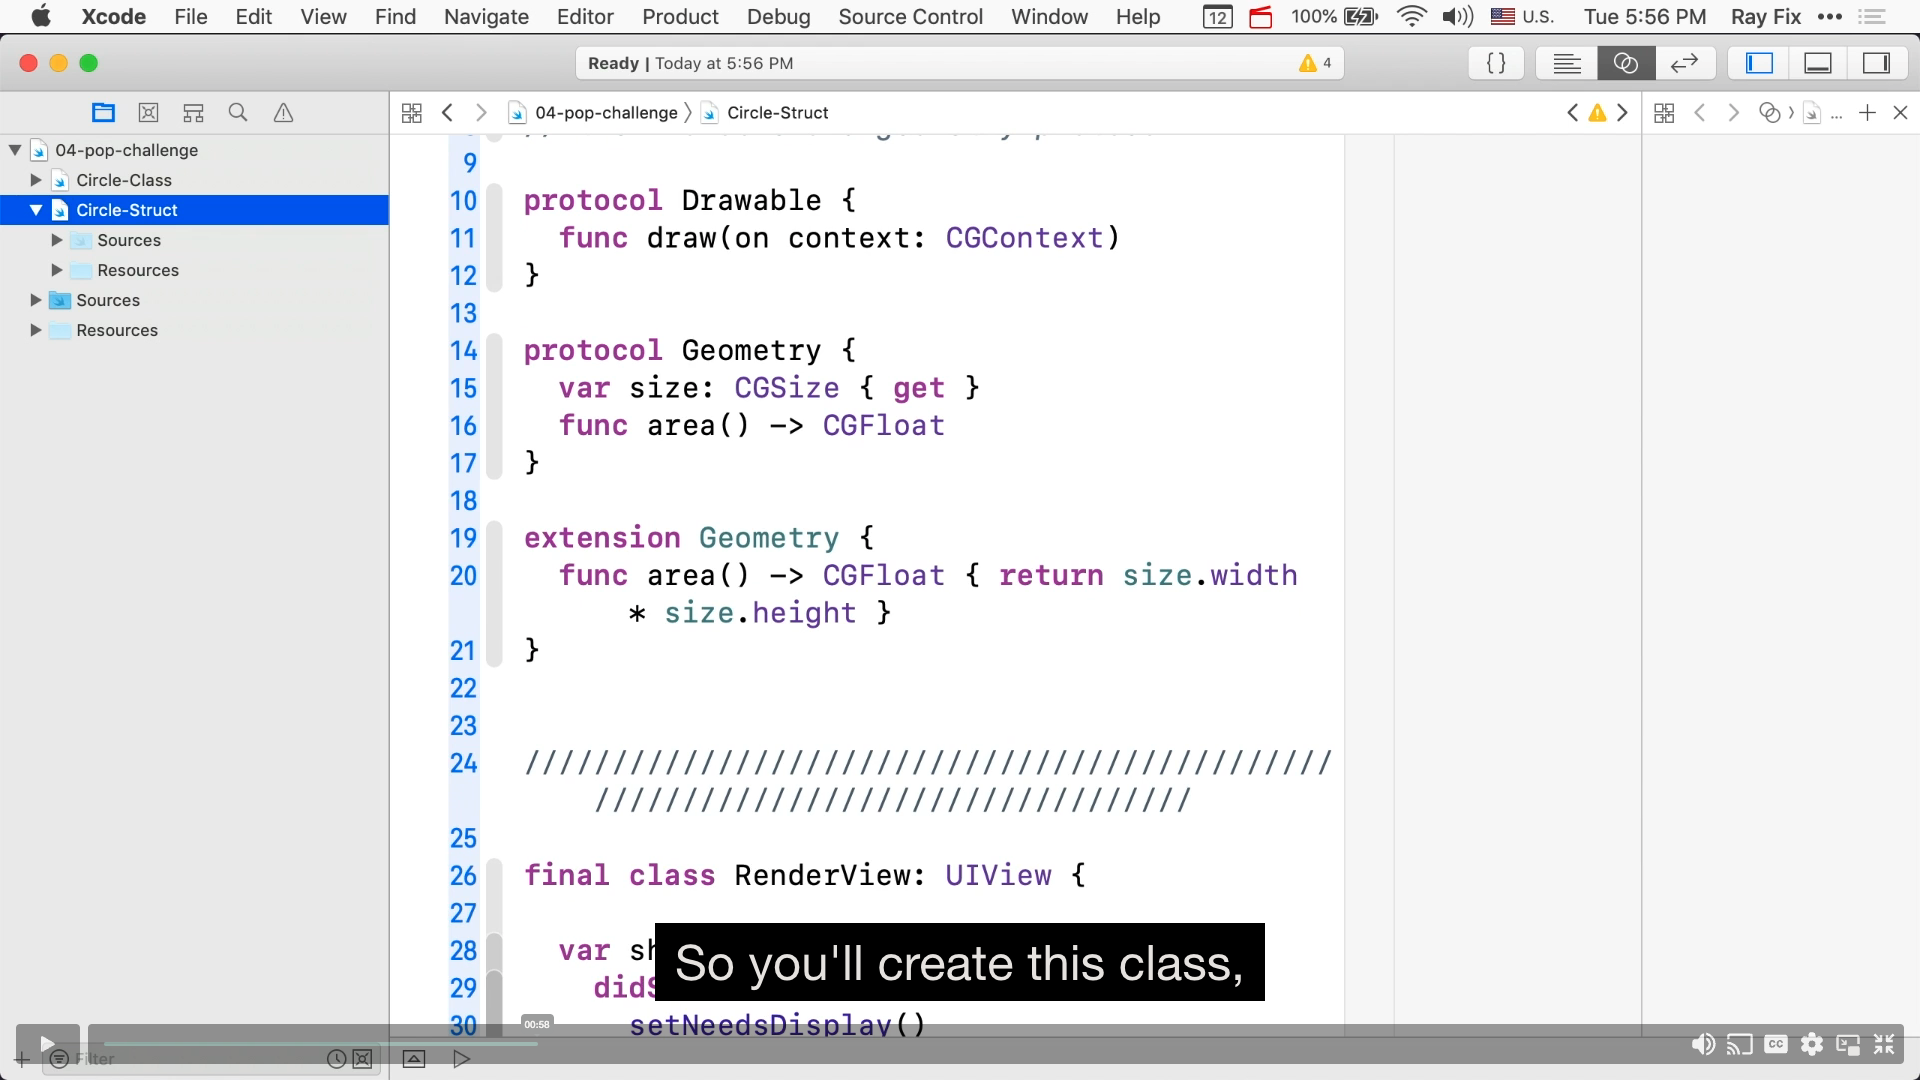 Xcode File Edit View Find Navigate Editor Product Debug Source Control Window Help 12 100% U.S. Tue 5:56 PM Ray Fix •••
Ready | Today at 5:56 PM 4
{ }
04-pop-challenge Circle-Struct
...
04-pop-challenge
Circle-Class
Circle-Struct
Sources
Resources
Sources
Resources
9
10 protocol Drawable {
11 func draw(on context: CGContext)
12 }
13
14 protocol Geometry {
15 var size: CGSize { get }
16 func area() -> CGFloat
17 }
18
19 extension Geometry {
20 func area() -> CGFloat { return size.width
* size.height }
21 }
22
23
24 //////////////////////////////////////////////
//////////////////////////////////
25
26 final class RenderView: UIView {
27
28 var
29
30 setNeedsDisplay()
So you'll create this class,
00:58
Filter
CC